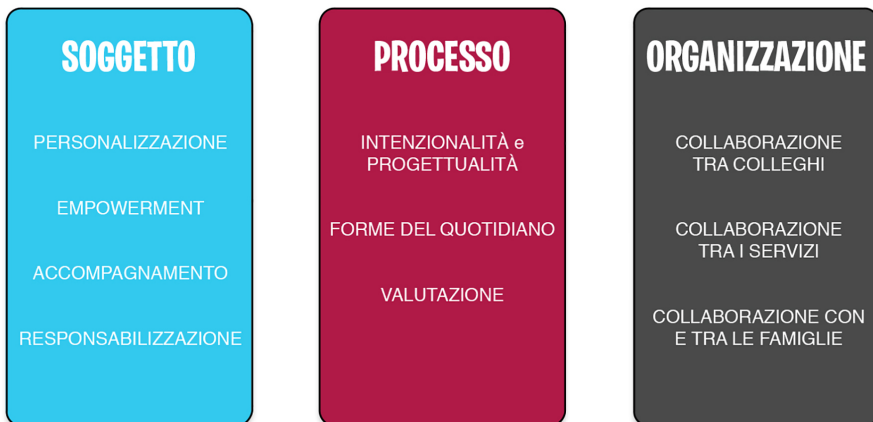 SOGGETTO
PERSONALIZZAZIONE
EMPOWERMENT
ACCOMPAGNAMENTO
RESPONSABILIZZAZIONE
PROCESSO
INTENZIONALITÀ e
PROGETTUALITÀ
FORME DEL QUOTIDIANO
VALUTAZIONE
ORGANIZZAZIONE
COLLABORAZIONE
TRA COLLEGHI
COLLABORAZIONE
TRA I SERVIZI
COLLABORAZIONE CON
E TRA LE FAMIGLIE